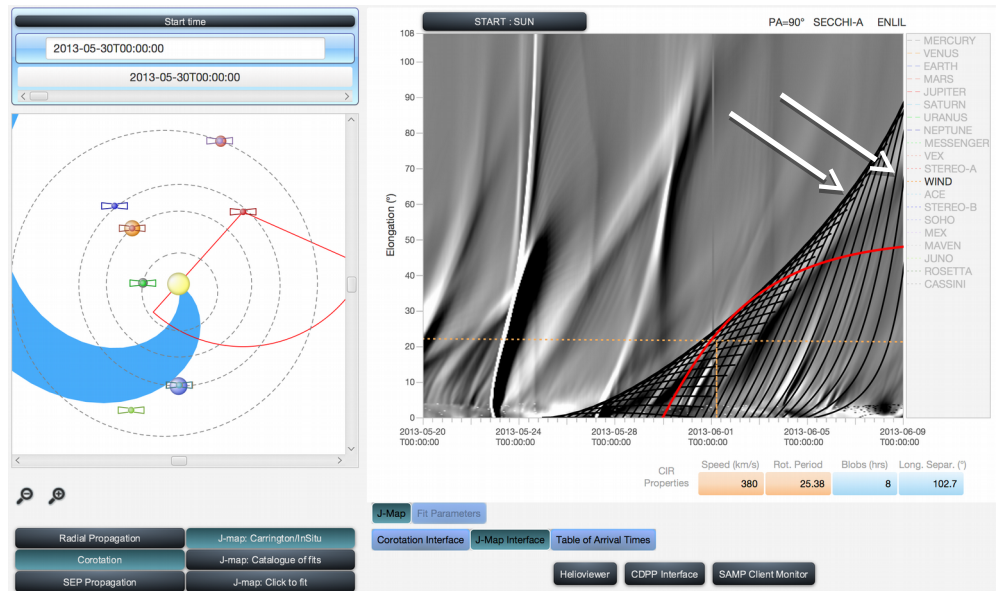 Start time
2013-05-30T00:00:00
2013-05-30T00:00:00
START : SUN
PA=90° SECCHI-A ENLIL
108
100
90
80
70
60
50
40
30
20
10
0
Elongation (°)
2013-05-20 T00:00:00
2013-05-24 T00:00:00
2013-05-28 T00:00:00
2013-06-01 T00:00:00
2013-06-05 T00:00:00
2013-06-09 T00:00:00
MERCURY
VENUS
EARTH
MARS
JUPITER
SATURN
URANUS
NEPTUNE
MESSENGER
VEX
STEREO-A
WIND
ACE
STEREO-B
SOHO
MEX
MAVEN
JUNO
ROSETTA
CASSINI
CIR Properties
Speed (km/s) Rot. Period Blobs (hrs) Long. Separ. (°)
380 25.38 8 102.7
J-Map Fit Parameters
Corotation Interface J-Map Interface Table of Arrival Times
Helioviewer CDPP Interface SAMP Client Monitor
Radial Propagation J-map: Carrington/InSitu
Corotation J-map: Catalogue of fits
SEP Propagation J-map: Click to fit